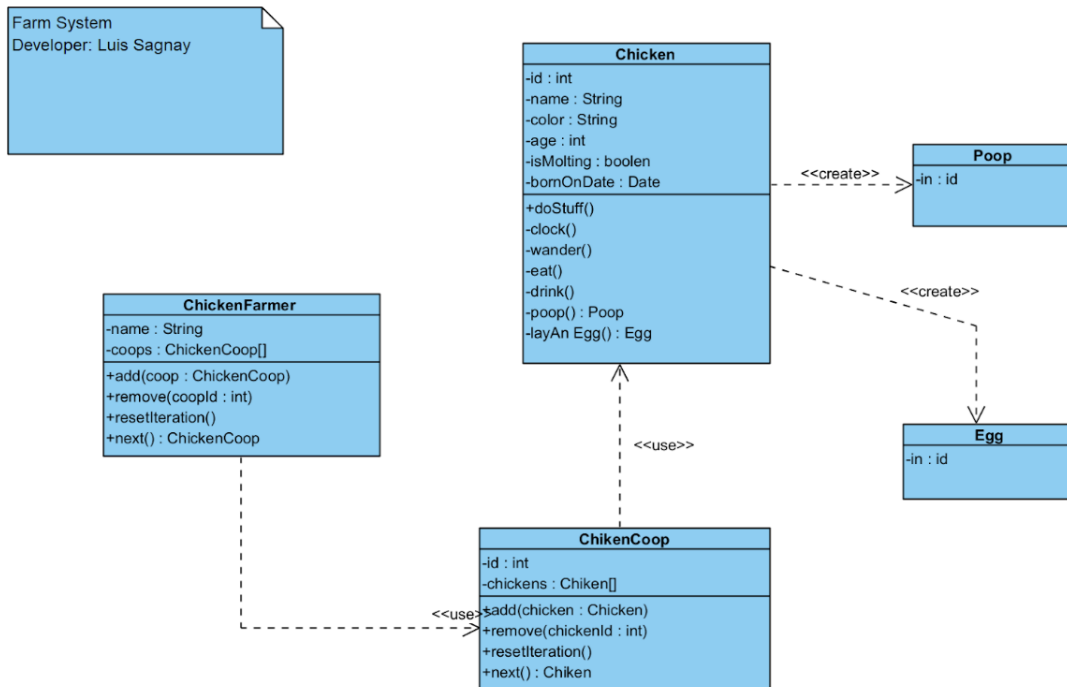 Farm System
Developer: Luis Sagnay
Chicken
-id : int
-name : String
-color : String
-age : int
-isMolting : boolen
-bornOnDate : Date
+doStuff()
-clock()
-wander()
-eat()
-drink()
-poop() : Poop
-layAn Egg() : Egg
<<create>>
Poop
-in : id
<<create>>
Egg
-in : id
ChickenFarmer
-name : String
-coops : ChickenCoop[]
+add(coop : ChickenCoop)
+remove(coopId : int)
+resetIteration()
+next() : ChickenCoop
<<use>>
ChikenCoop
-id : int
-chickens : Chiken[]
<<use>>
+add(chicken : Chicken)
+remove(chickenId : int)
+resetIteration()
+next() : Chiken